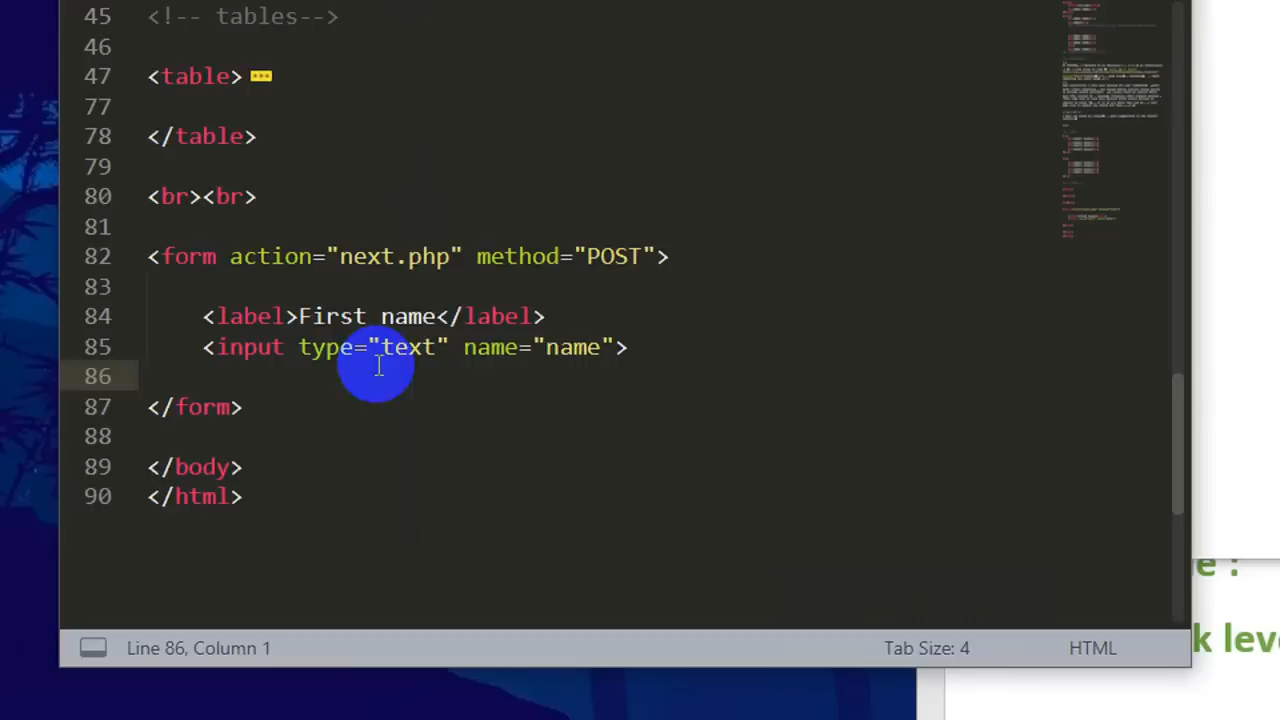 45 <!-- tables-->
46
47 <table>
77
78 </table>
79
80 <br><br>
81
82 <form action="next.php" method="POST">
83
84 <label>First name</label>
85 <input type="text" name="name">
86
87 </form>
88
89 </body>
90 </html>
Line 86, Column 1 Tab Size: 4 HTML
e :
k leve